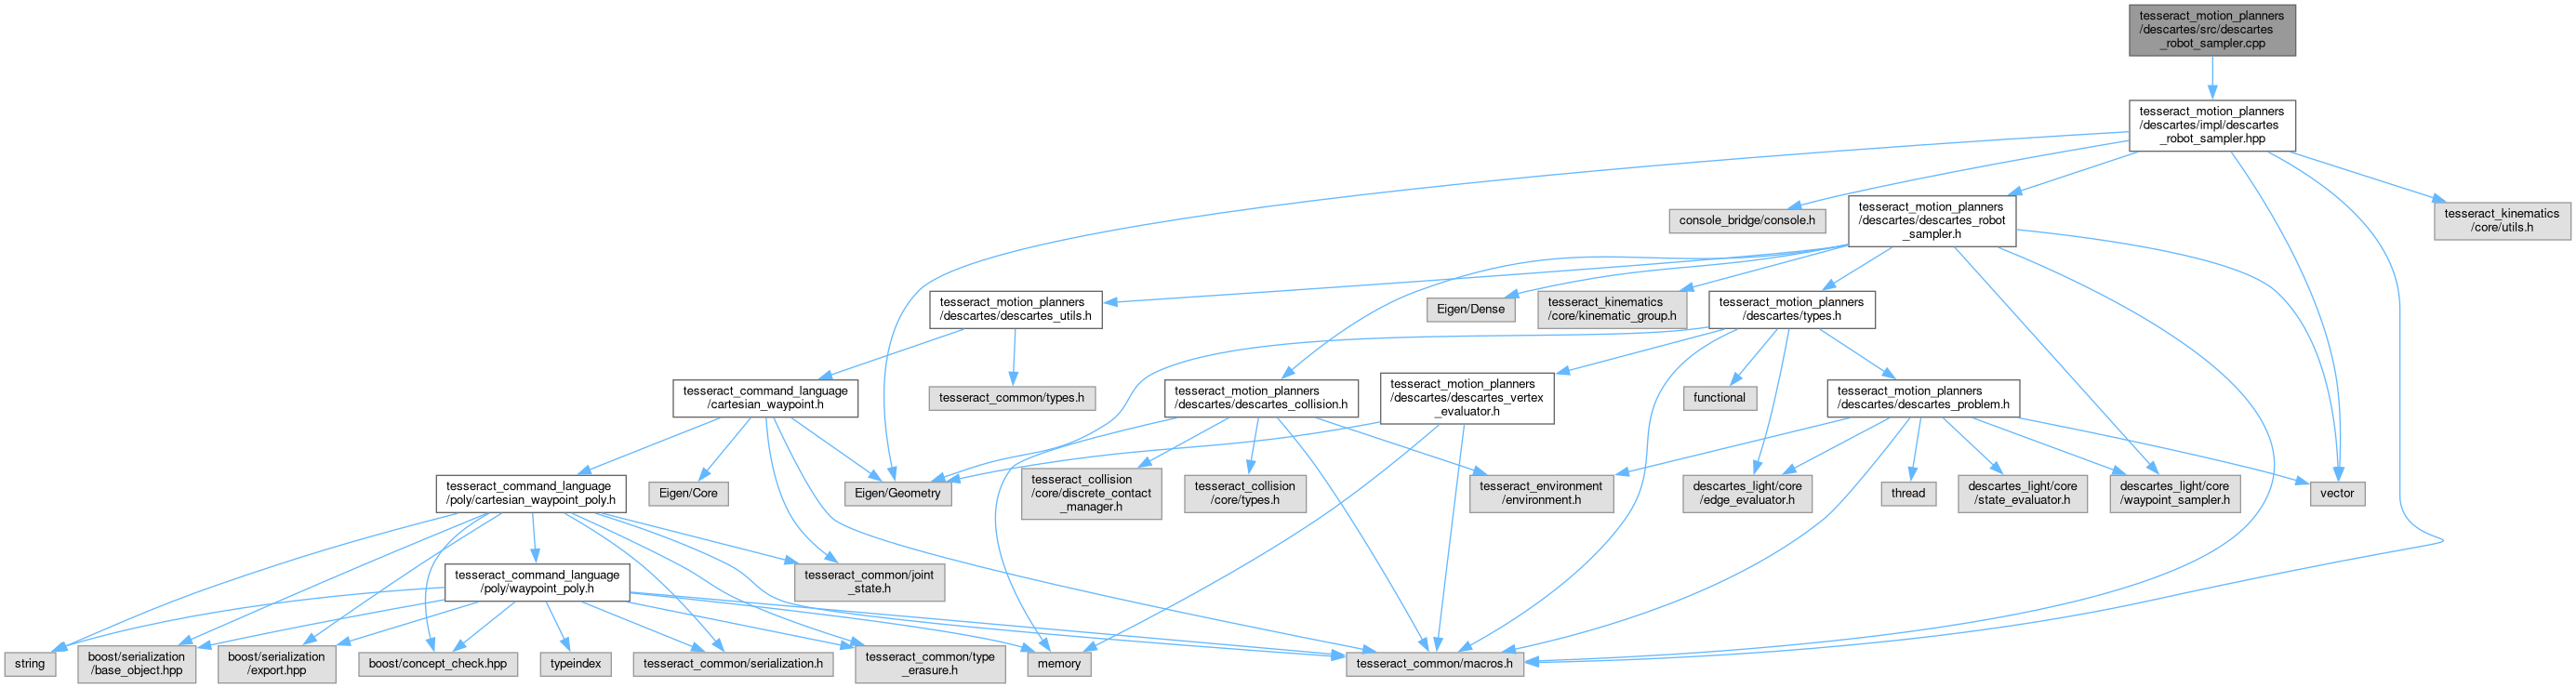 tesseract_motion_planners
/descartes/src/descartes
_robot_sampler.cpp
tesseract_motion_planners
/descartes/impl/descartes
_robot_sampler.hpp
console_bridge/console.h
tesseract_motion_planners
/descartes/descartes_robot
_sampler.h
tesseract_kinematics
/core/utils.h
tesseract_motion_planners
/descartes/descartes_utils.h
Eigen/Dense
tesseract_kinematics
/core/kinematic_group.h
tesseract_motion_planners
/descartes/types.h
tesseract_command_language
/cartesian_waypoint.h
tesseract_common/types.h
tesseract_motion_planners
/descartes/descartes_collision.h
tesseract_motion_planners
/descartes/descartes_vertex
_evaluator.h
functional
tesseract_motion_planners
/descartes/descartes_problem.h
tesseract_command_language
/poly/cartesian_waypoint_poly.h
Eigen/Core
Eigen/Geometry
tesseract_collision
/core/discrete_contact
_manager.h
tesseract_collision
/core/types.h
tesseract_environment
/environment.h
descartes_light/core
/edge_evaluator.h
thread
descartes_light/core
/state_evaluator.h
descartes_light/core
/waypoint_sampler.h
vector
tesseract_command_language
/poly/waypoint_poly.h
tesseract_common/joint
_state.h
string
boost/serialization
/base_object.hpp
boost/serialization
/export.hpp
boost/concept_check.hpp
typeindex
tesseract_common/serialization.h
tesseract_common/type
_erasure.h
memory
tesseract_common/macros.h